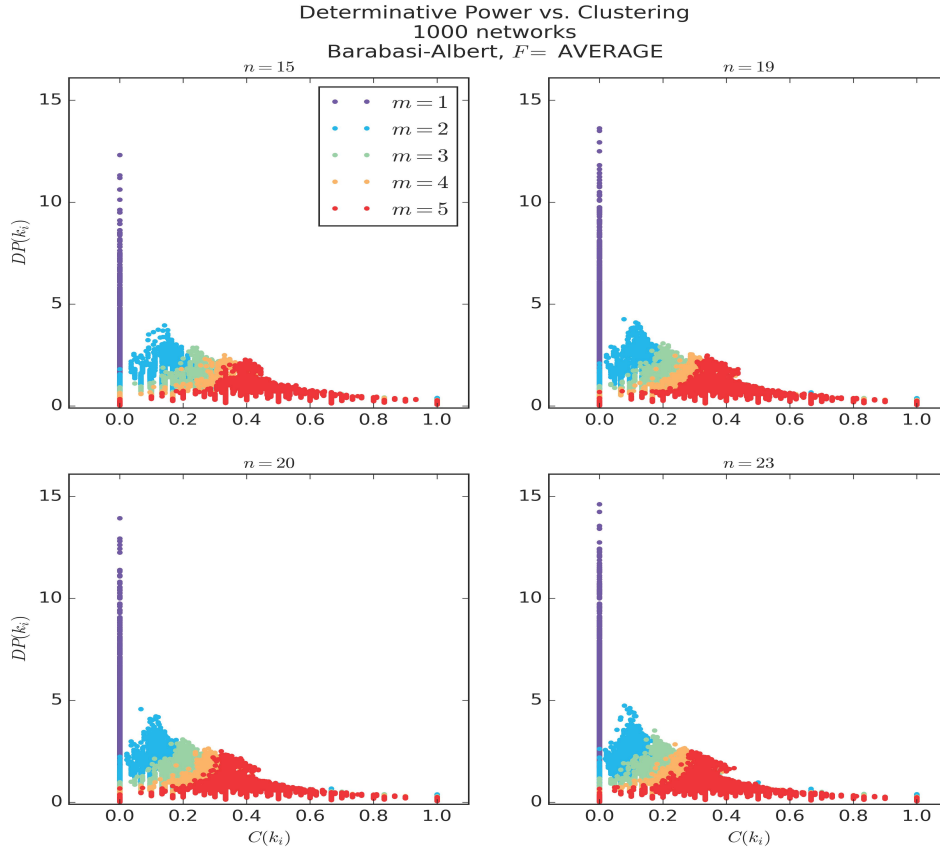 Determinative Power vs. Clustering
1000 networks
Barabasi-Albert, F = AVERAGE
n = 15
n = 19
15
10
5
0
DP(k_i)
m = 1
m = 2
m = 3
m = 4
m = 5
0.0 0.2 0.4 0.6 0.8 1.0
15
10
5
0
0.0 0.2 0.4 0.6 0.8 1.0
n = 20
n = 23
15
10
5
0
DP(k_i)
0.0 0.2 0.4 0.6 0.8 1.0
C(k_i)
15
10
5
0
0.0 0.2 0.4 0.6 0.8 1.0
C(k_i)